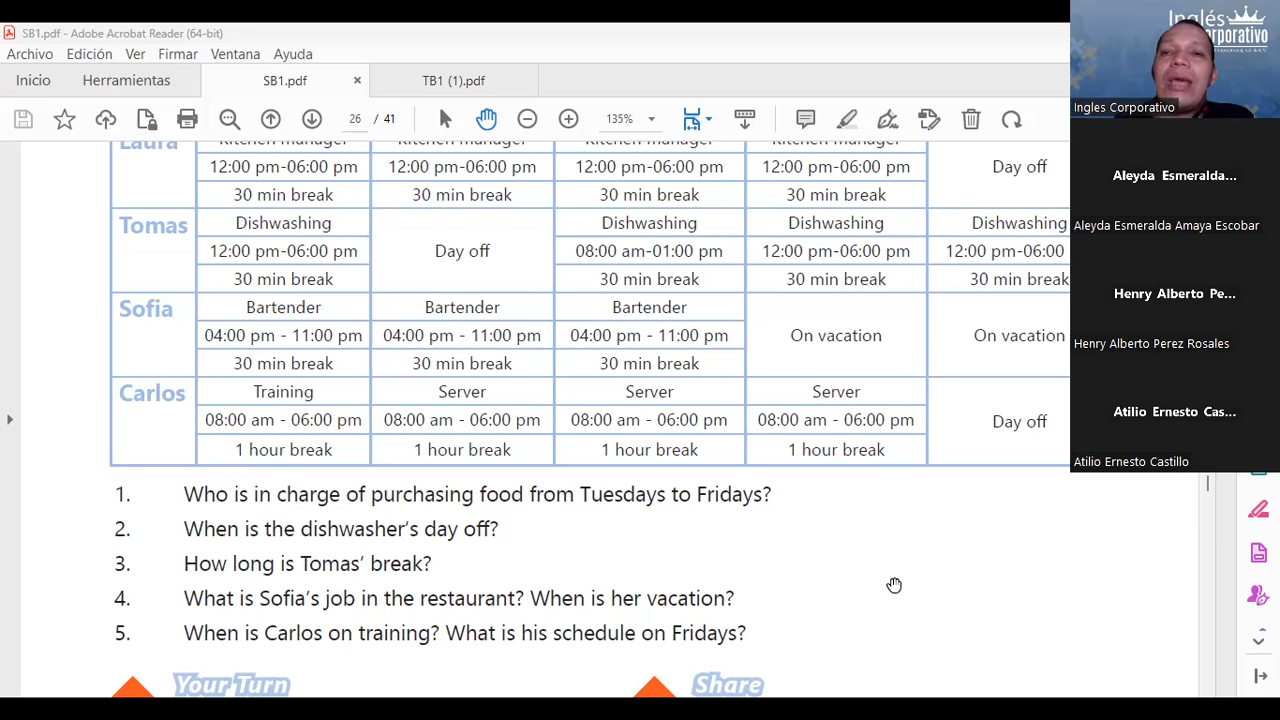 SB1.pdf - Adobe Acrobat Reader (64-bit)
Archivo Edición Ver Firmar Ventana Ayuda
Inicio Herramientas SB1.pdf × TB1 (1).pdf
26 / 41 135%
Laura Kitchen manager Kitchen manager Kitchen manager Kitchen manager
12:00 pm-06:00 pm 12:00 pm-06:00 pm 12:00 pm-06:00 pm 12:00 pm-06:00 pm Day off
30 min break 30 min break 30 min break 30 min break
Tomas Dishwashing Dishwashing Dishwashing Dishwashing
12:00 pm-06:00 pm Day off 08:00 am-01:00 pm 12:00 pm-06:00 pm 12:00 pm-06:00
30 min break 30 min break 30 min break 30 min break
Sofia Bartender Bartender Bartender
04:00 pm - 11:00 pm 04:00 pm - 11:00 pm 04:00 pm - 11:00 pm On vacation On vacation
30 min break 30 min break 30 min break
Carlos Training Server Server Server
08:00 am - 06:00 pm 08:00 am - 06:00 pm 08:00 am - 06:00 pm 08:00 am - 06:00 pm Day off
1 hour break 1 hour break 1 hour break 1 hour break
1. Who is in charge of purchasing food from Tuesdays to Fridays?
2. When is the dishwasher's day off?
3. How long is Tomas' break?
4. What is Sofia's job in the restaurant? When is her vacation?
5. When is Carlos on training? What is his schedule on Fridays?
Your Turn Share
Inglés
orporativo
Ingles Corporativo
Aleyda Esmeralda...
Aleyda Esmeralda Amaya Escobar
Henry Alberto Pe...
Henry Alberto Perez Rosales
Atilio Ernesto Cas...
Atilio Ernesto Castillo